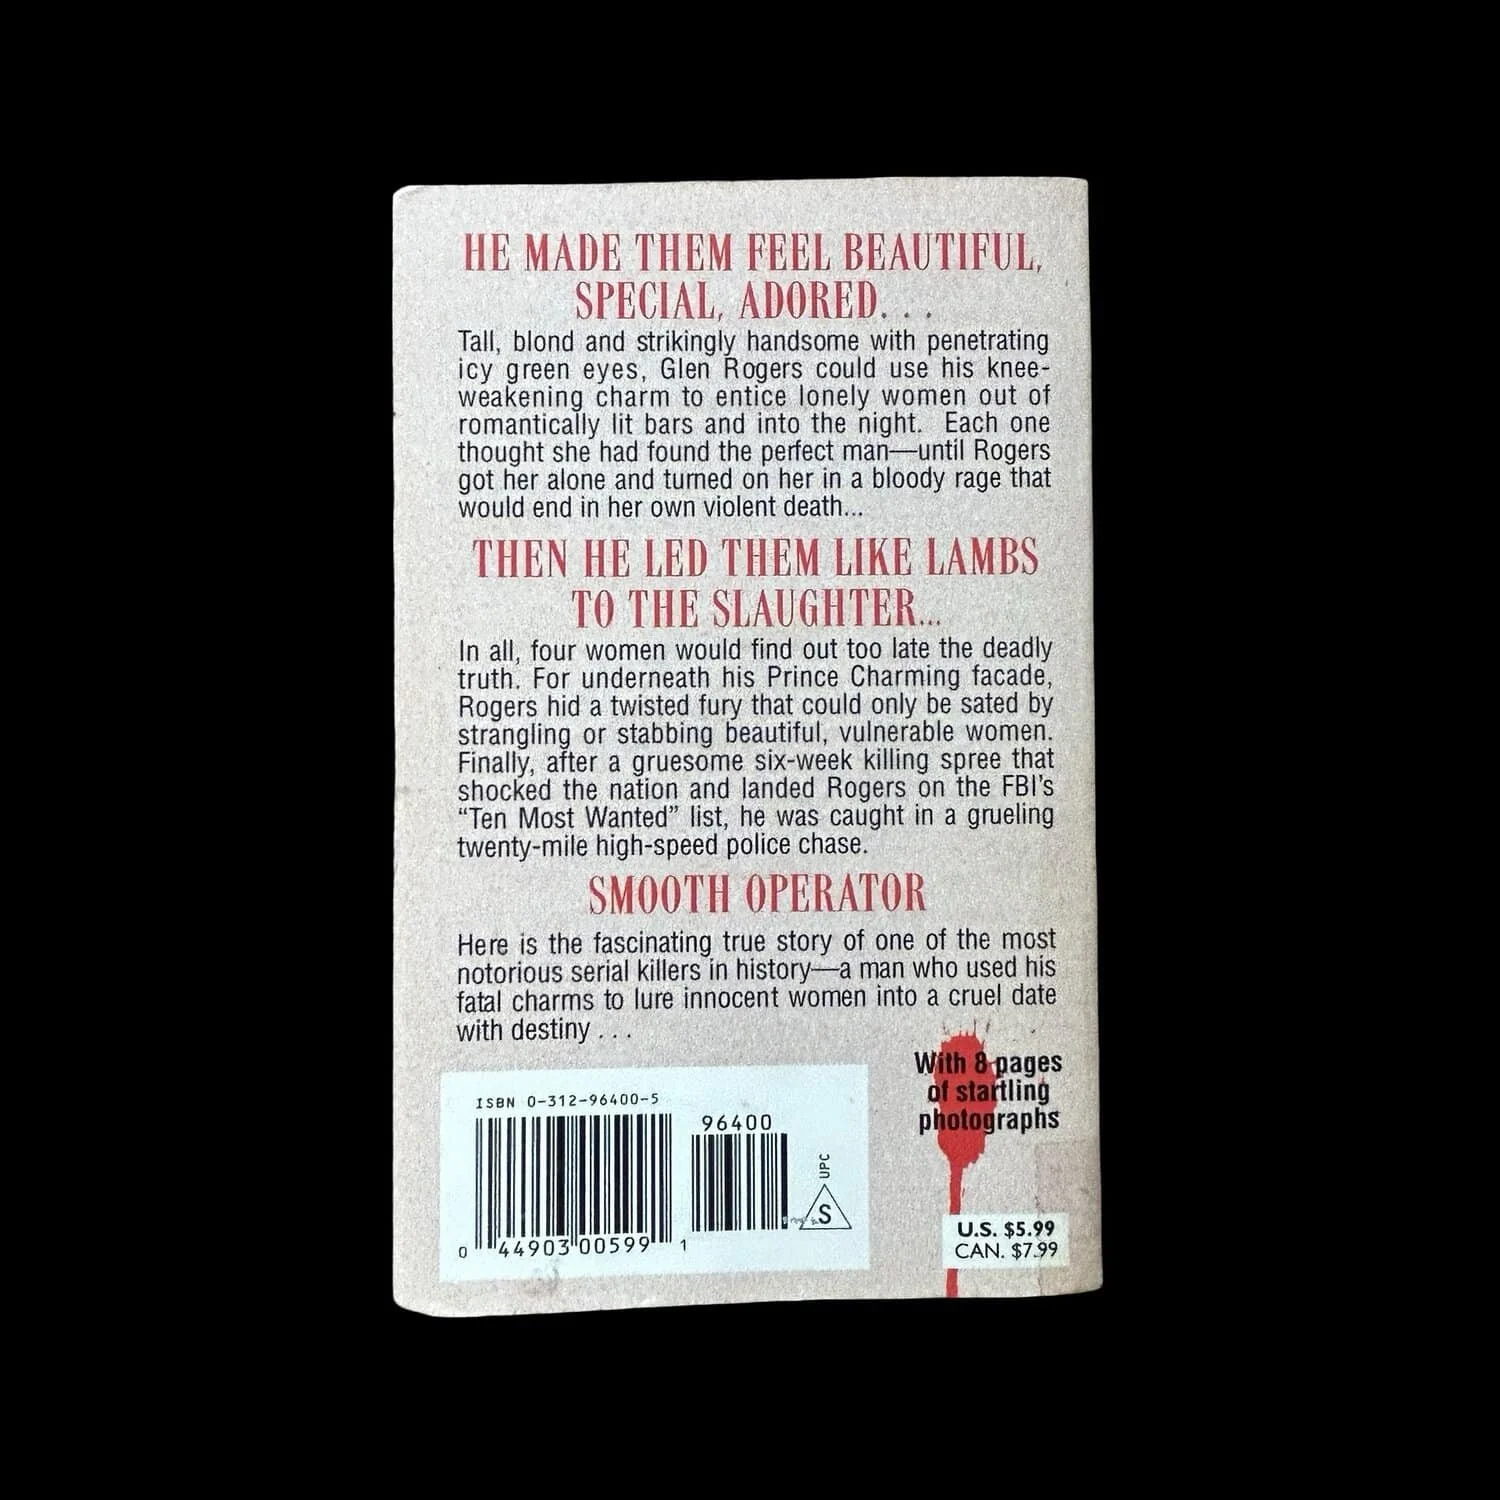 HE MADE THEM FEEL BEAUTIFUL,
SPECIAL, ADORED. . .
Tall, blond and strikingly handsome with penetrating
icy green eyes, Glen Rogers could use his knee-
weakening charm to entice lonely women out of
romantically lit bars and into the night. Each one
thought she had found the perfect man—until Rogers
got her alone and turned on her in a bloody rage that
would end in her own violent death...
THEN HE LED THEM LIKE LAMBS
TO THE SLAUGHTER...
In all, four women would find out too late the deadly
truth. For underneath his Prince Charming facade,
Rogers hid a twisted fury that could only be sated by
strangling or stabbing beautiful, vulnerable women.
Finally, after a gruesome six-week killing spree that
shocked the nation and landed Rogers on the FBI's
“Ten Most Wanted” list, he was caught in a grueling
twenty-mile high-speed police chase.
SMOOTH OPERATOR
Here is the fascinating true story of one of the most
notorious serial killers in history—a man who used his
fatal charms to lure innocent women into a cruel date
with destiny . . .
With 8 pages
of startling
photographs
ISBN 0-312-96400-5
96400
UPC
S
0 44903 00599 1
U.S. $5.99
CAN. $7.99